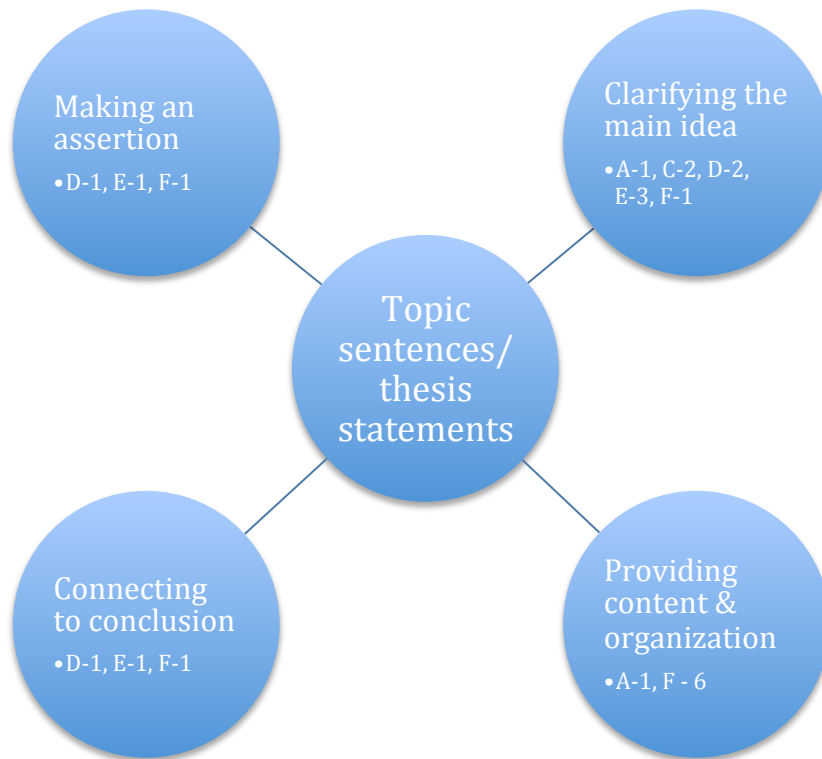 Making an
assertion
•D-1, E-1, F-1
Clarifying the
main idea
•A-1, C-2, D-2,
E-3, F-1
Topic
sentences/
thesis
statements
Connecting
to conclusion
•D-1, E-1, F-1
Providing
content &
organization
•A-1, F - 6